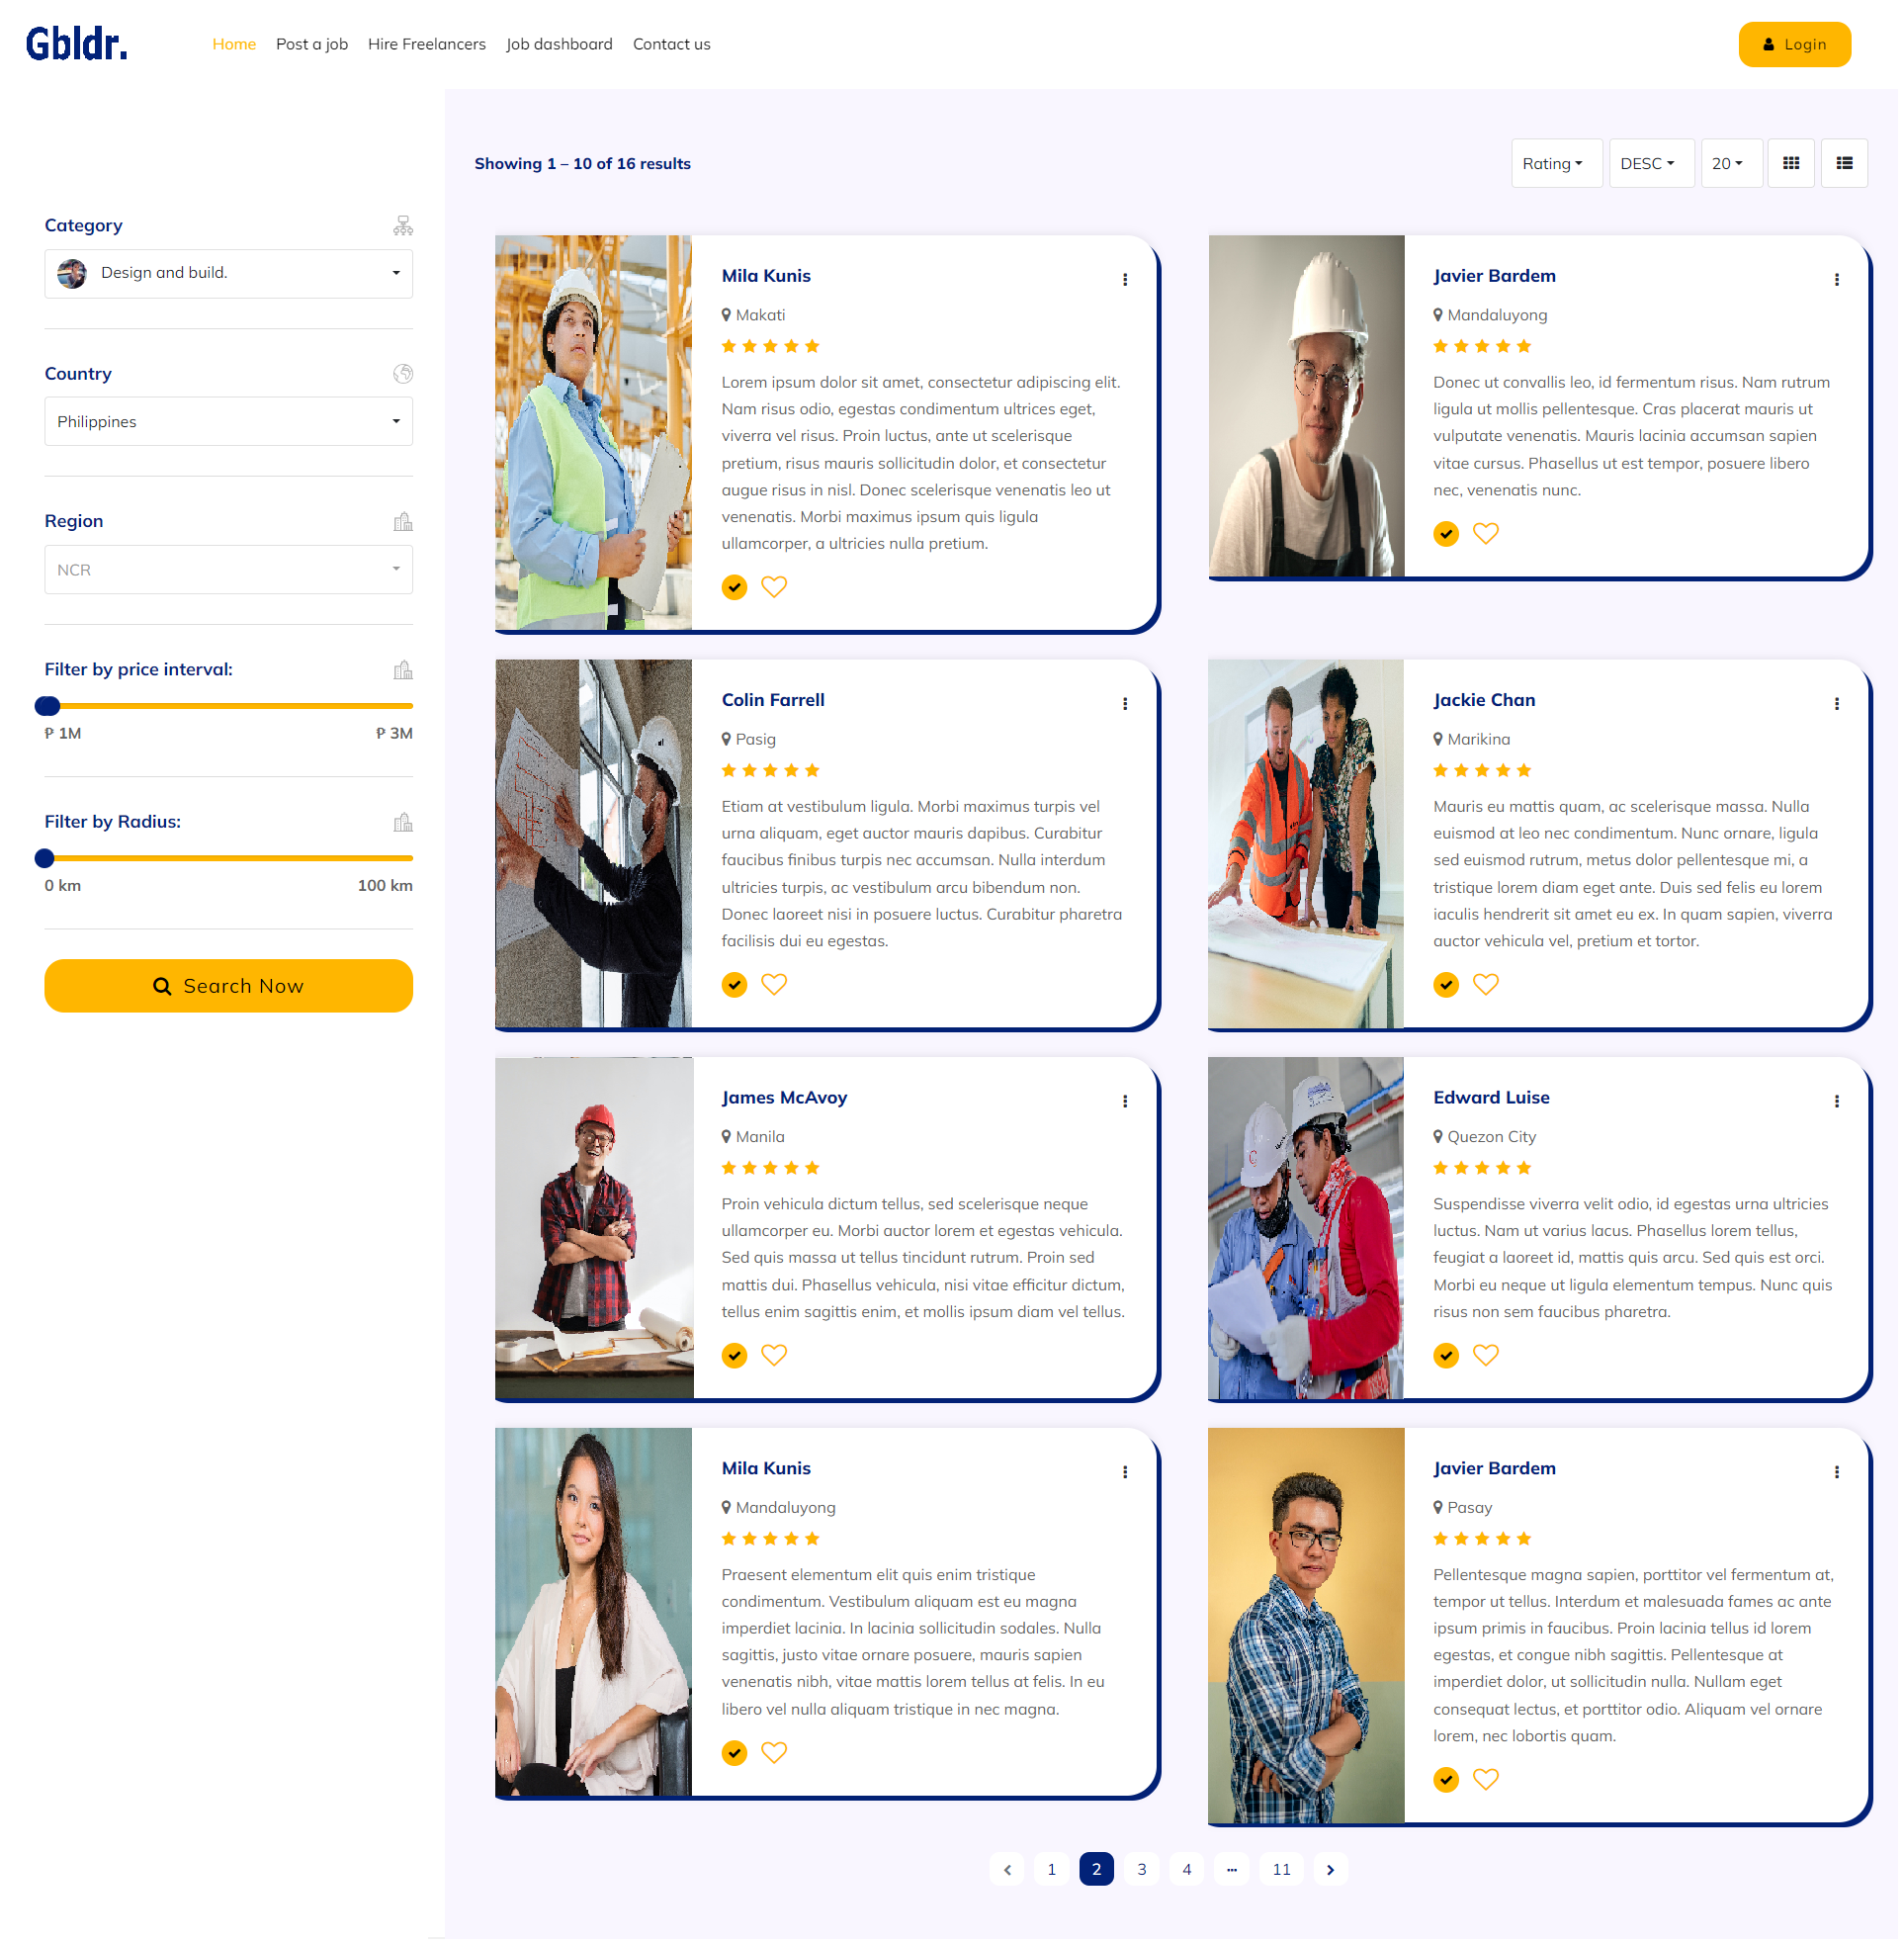 Gbldr.
Home Post a job Hire Freelancers Job dashboard Contact us
Login
Showing 1 – 10 of 16 results
Rating DESC 20
Category
Design and build.
Country
Philippines
Region
NCR
Filter by price interval:
₱ 1M ₱ 3M
Filter by Radius:
0 km 100 km
Search Now
Mila Kunis
Makati
Lorem ipsum dolor sit amet, consectetur adipiscing elit.
Nam risus odio, egestas condimentum ultrices eget,
viverra vel risus. Proin luctus, ante ut scelerisque
pretium, risus mauris sollicitudin dolor, et consectetur
augue risus in nisl. Donec scelerisque venenatis leo ut
venenatis. Morbi maximus ipsum quis ligula
ullamcorper, a ultricies nulla pretium.
Javier Bardem
Mandaluyong
Donec ut convallis leo, id fermentum risus. Nam rutrum
ligula ut mollis pellentesque. Cras placerat mauris ut
vulputate venenatis. Mauris lacinia accumsan sapien
vitae cursus. Phasellus ut est tempor, posuere libero
nec, venenatis nunc.
Colin Farrell
Pasig
Etiam at vestibulum ligula. Morbi maximus turpis vel
urna aliquam, eget auctor mauris dapibus. Curabitur
faucibus finibus turpis nec accumsan. Nulla interdum
ultricies turpis, ac vestibulum arcu bibendum non.
Donec laoreet nisi in posuere luctus. Curabitur pharetra
facilisis dui eu egestas.
Jackie Chan
Marikina
Mauris eu mattis quam, ac scelerisque massa. Nulla
euismod at leo nec condimentum. Nunc ornare, ligula
sed euismod rutrum, metus dolor pellentesque mi, a
tristique lorem diam eget ante. Duis sed felis eu lorem
iaculis hendrerit sit amet eu ex. In quam sapien, viverra
auctor vehicula vel, pretium et tortor.
James McAvoy
Manila
Proin vehicula dictum tellus, sed scelerisque neque
ullamcorper eu. Morbi auctor lorem et egestas vehicula.
Sed quis massa ut tellus tincidunt rutrum. Proin sed
mattis dui. Phasellus vehicula, nisi vitae efficitur dictum,
tellus enim sagittis enim, et mollis ipsum diam vel tellus.
Edward Luise
Quezon City
Suspendisse viverra velit odio, id egestas urna ultricies
luctus. Nam ut varius lacus. Phasellus lorem tellus,
feugiat a laoreet id, mattis quis arcu. Sed quis est orci.
Morbi eu neque ut ligula elementum tempus. Nunc quis
risus non sem faucibus pharetra.
Mila Kunis
Mandaluyong
Praesent elementum elit quis enim tristique
condimentum. Vestibulum aliquam est eu magna
imperdiet lacinia. In lacinia sollicitudin sodales. Nulla
sagittis, justo vitae ornare posuere, mauris sapien
venenatis nibh, vitae mattis lorem tellus at felis. In eu
libero vel nulla aliquam tristique in nec magna.
Javier Bardem
Pasay
Pellentesque magna sapien, porttitor vel fermentum at,
tempor ut tellus. Interdum et malesuada fames ac ante
ipsum primis in faucibus. Proin lacinia tellus id lorem
egestas, et congue nibh sagittis. Pellentesque at
imperdiet dolor, ut sollicitudin nulla. Nullam eget
consequat lectus, et porttitor odio. Aliquam vel ornare
lorem, nec lobortis quam.
1 2 3 4 ... 11